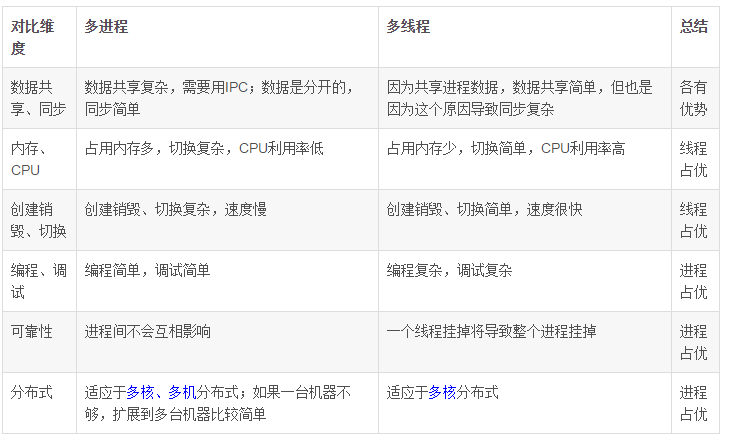 对比维 多进程 多线程 总结
度
数据共 数据共享复杂，需要用IPC；数据是分开的， 因为共享进程数据，数据共享简单，但也是 各有
享、同步 同步简单 因为这个原因导致同步复杂 优势
内存、 占用内存多，切换复杂，CPU利用率低 占用内存少，切换简单，CPU利用率高 线程
CPU 占优
创建销 创建销毁、切换复杂，速度慢 创建销毁、切换简单，速度很快 线程
毁、切换 占优
编程、调 编程简单，调试简单 编程复杂，调试复杂 进程
试 占优
可靠性 进程间不会互相影响 一个线程挂掉将导致整个进程挂掉 进程
占优
分布式 适应于多核、多机分布式；如果一台机器不 适应于多核分布式 进程
够，扩展到多台机器比较简单 占优